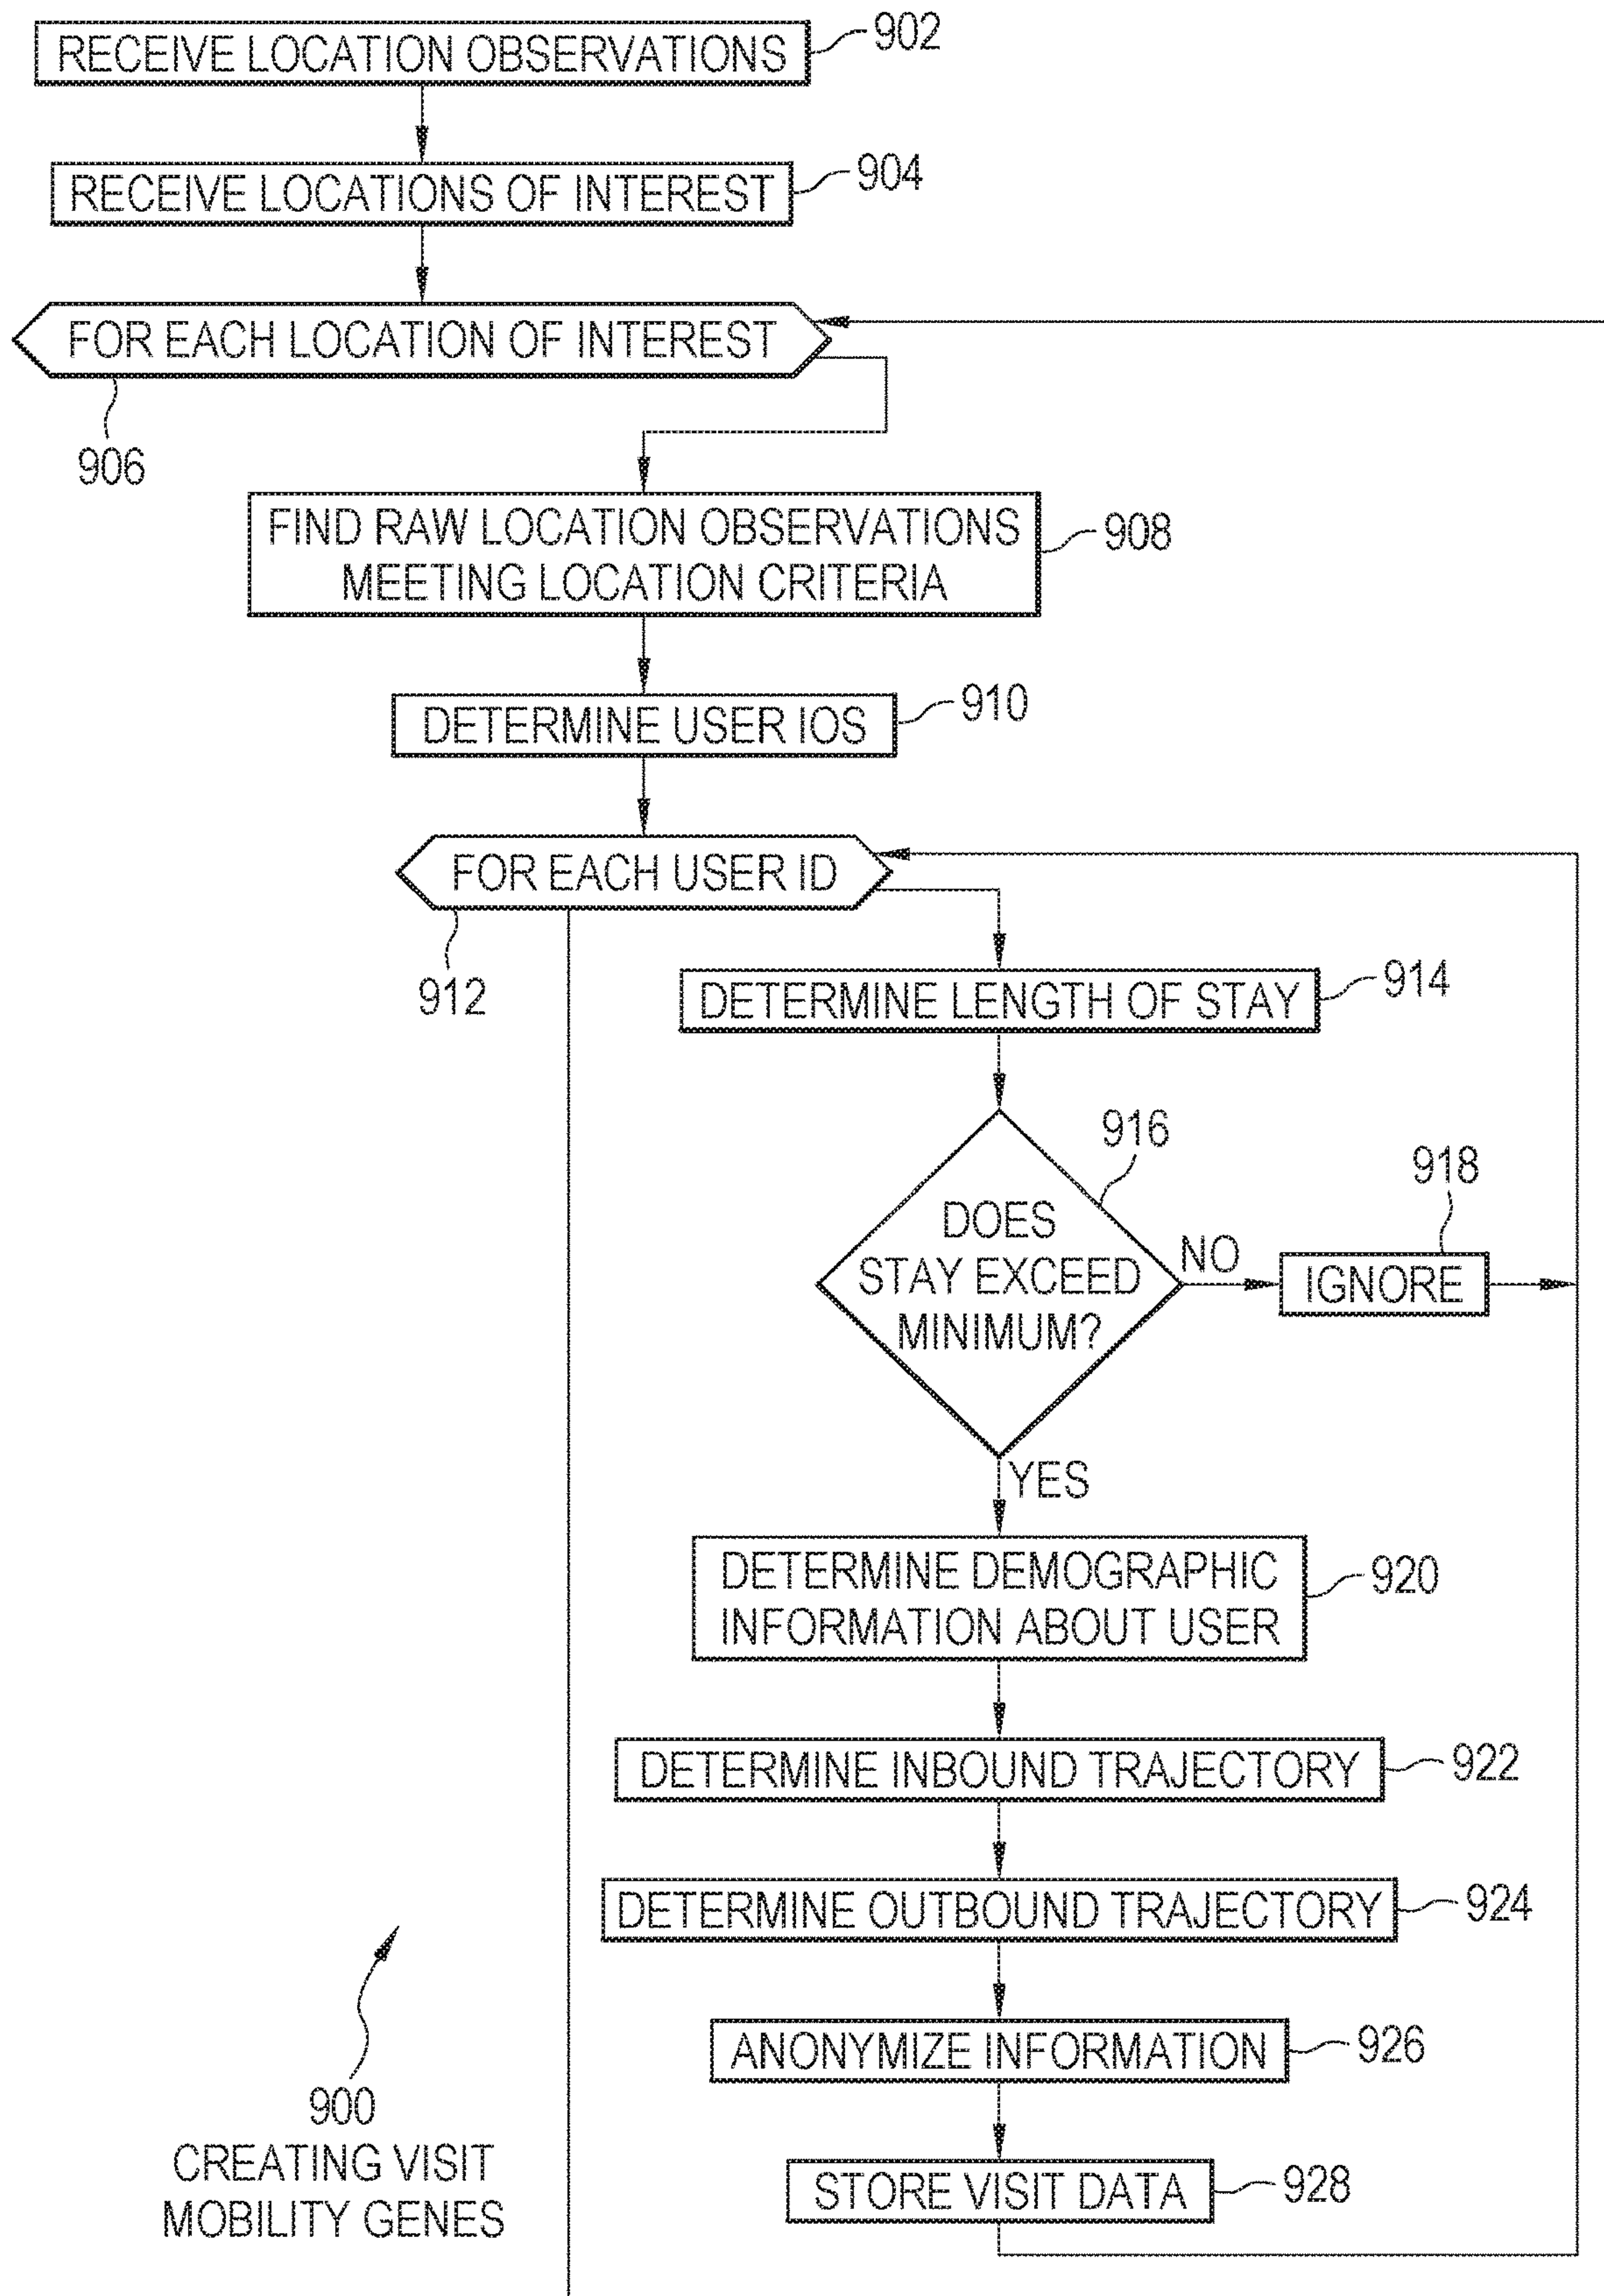 RECEIVE LOCATION OBSERVATIONS
902
RECEIVE LOCATIONS OF INTEREST
904
FOR EACH LOCATION OF INTEREST
906
FIND RAW LOCATION OBSERVATIONS
MEETING LOCATION CRITERIA
908
DETERMINE USER IOS
910
FOR EACH USER ID
912
DETERMINE LENGTH OF STAY
914
DOES
STAY EXCEED
MINIMUM?
916
NO
IGNORE
918
YES
DETERMINE DEMOGRAPHIC
INFORMATION ABOUT USER
920
DETERMINE INBOUND TRAJECTORY
922
DETERMINE OUTBOUND TRAJECTORY
924
ANONYMIZE INFORMATION
926
STORE VISIT DATA
928
900
CREATING VISIT
MOBILITY GENES